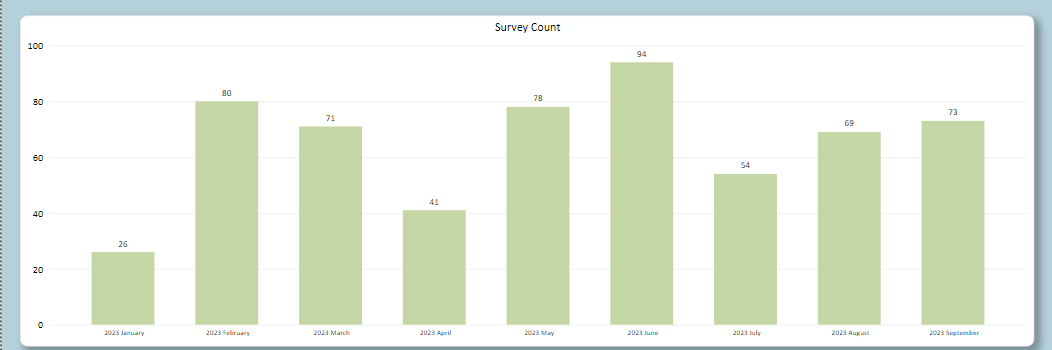 Survey Count
100
80
60
40
20
0
26
80
71
41
78
94
54
69
73
2023 January
2023 February
2023 March
2023 April
2023 May
2023 June
2023 July
2023 August
2023 September